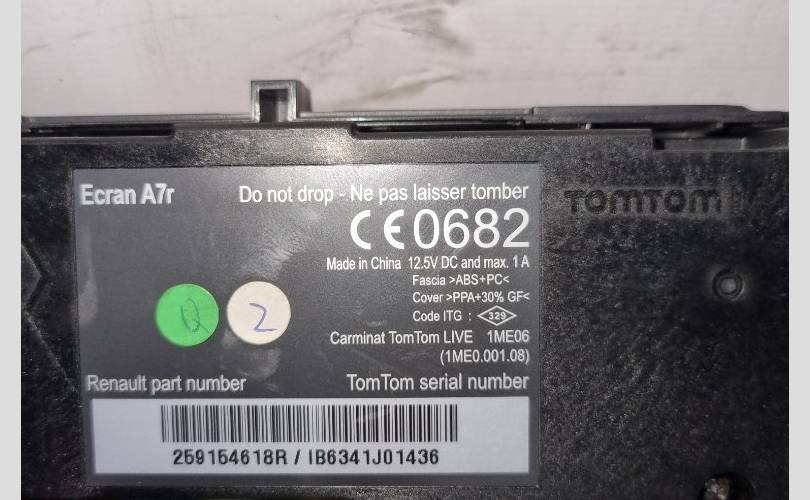 Ecran A7r
Do not drop - Ne pas laisser tomber
CE0682
Made in China 12.5V DC and max. 1 A
Fascia >ABS+PC<
Cover >PPA+30% GF<
Code ITG : 329
Carminat TomTom LIVE 1ME06
(1ME0.001.08)
Renault part number
TomTom serial number
259154618R / IB6341J01436
TOMTOM
2